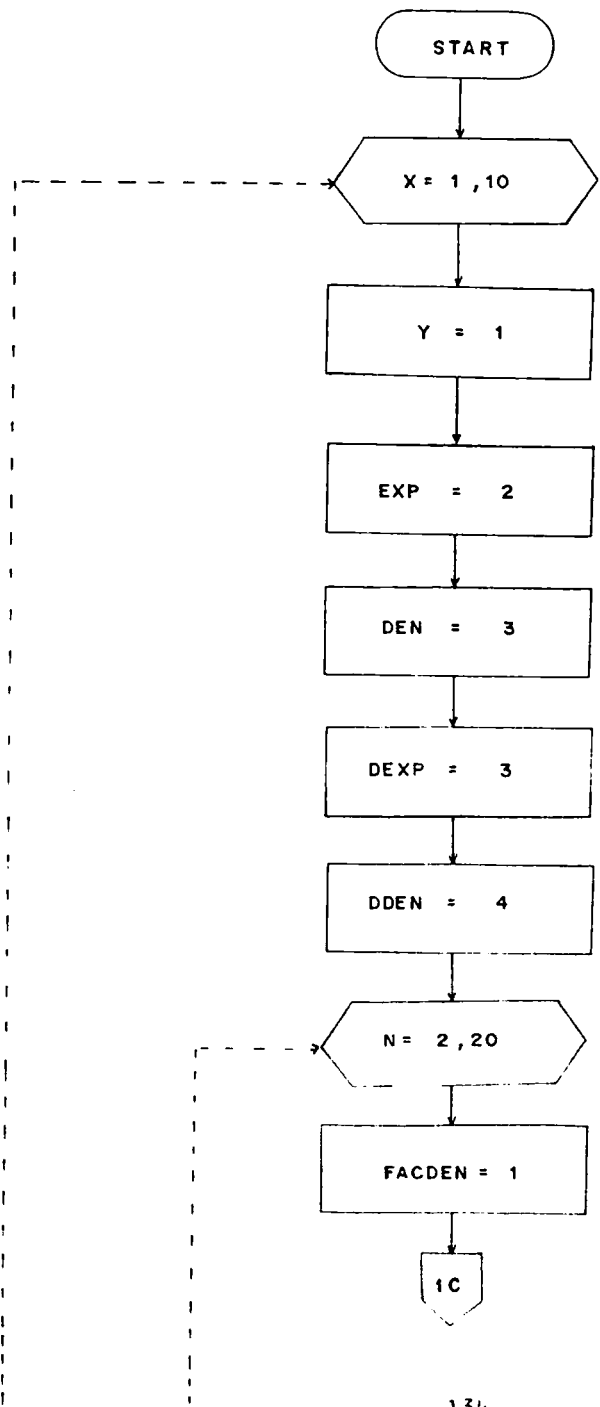 START
X = 1 , 10
Y = 1
EXP = 2
DEN = 3
DEXP = 3
DDEN = 4
N = 2 , 20
FACDEN = 1
1C